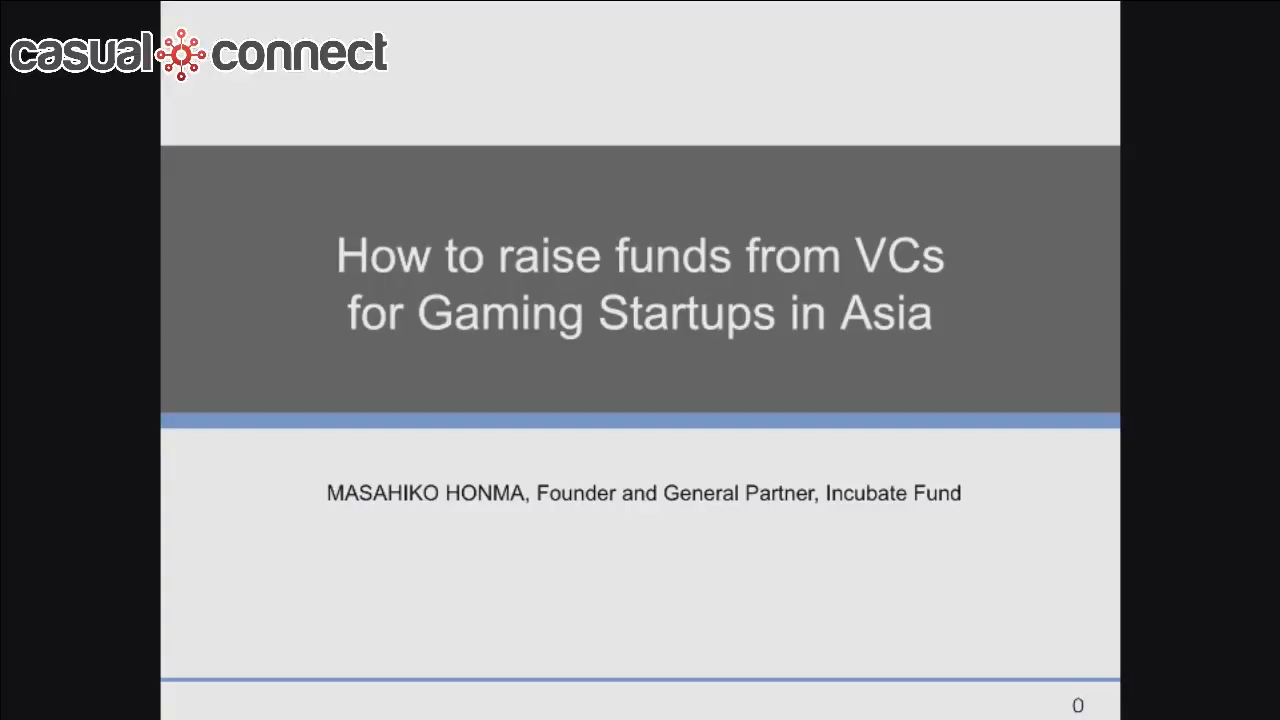 casual connect
How to raise funds from VCs
for Gaming Startups in Asia
MASAHIKO HONMA, Founder and General Partner, Incubate Fund
0